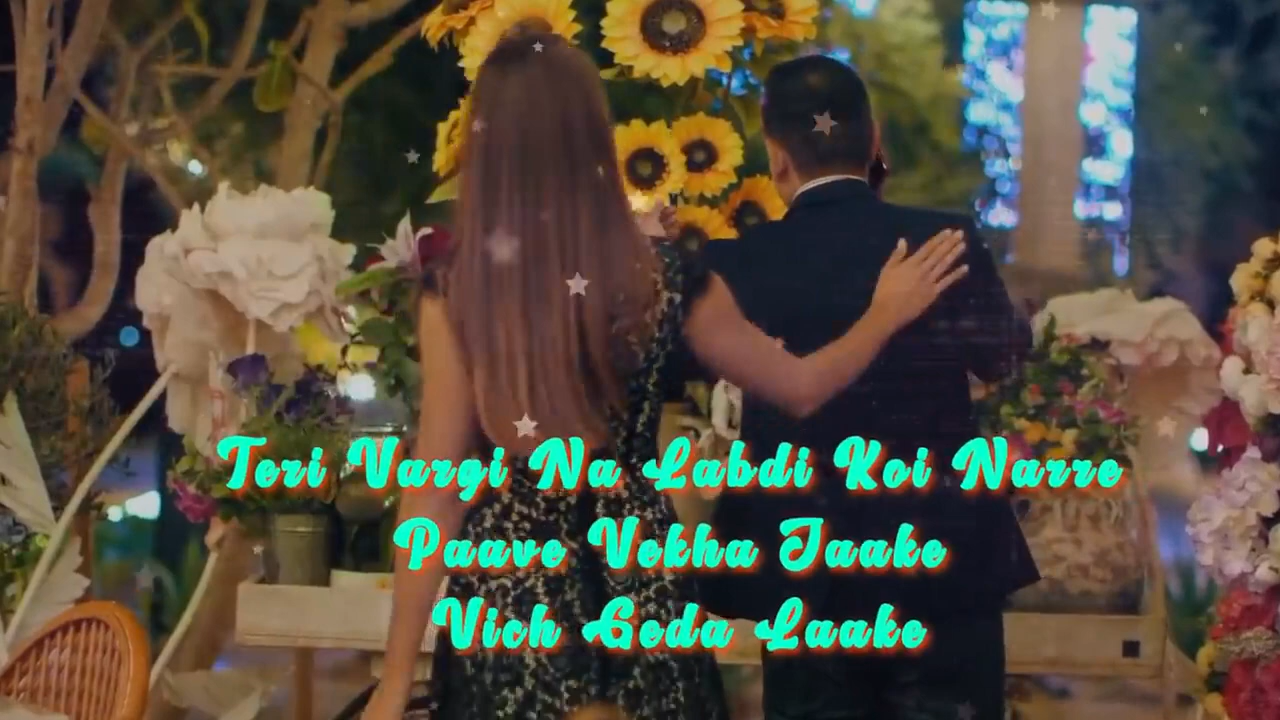 Teri Vargi Na Labdi Koi Narre
Paave Vekha Jaake
Vich Geda Laake